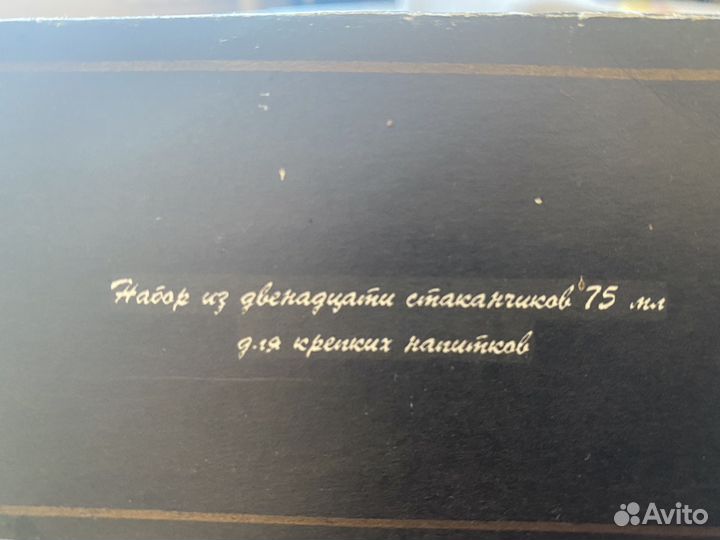 Набор из двенадцати стаканчиков 75 мл
для крепких напитков
Avito